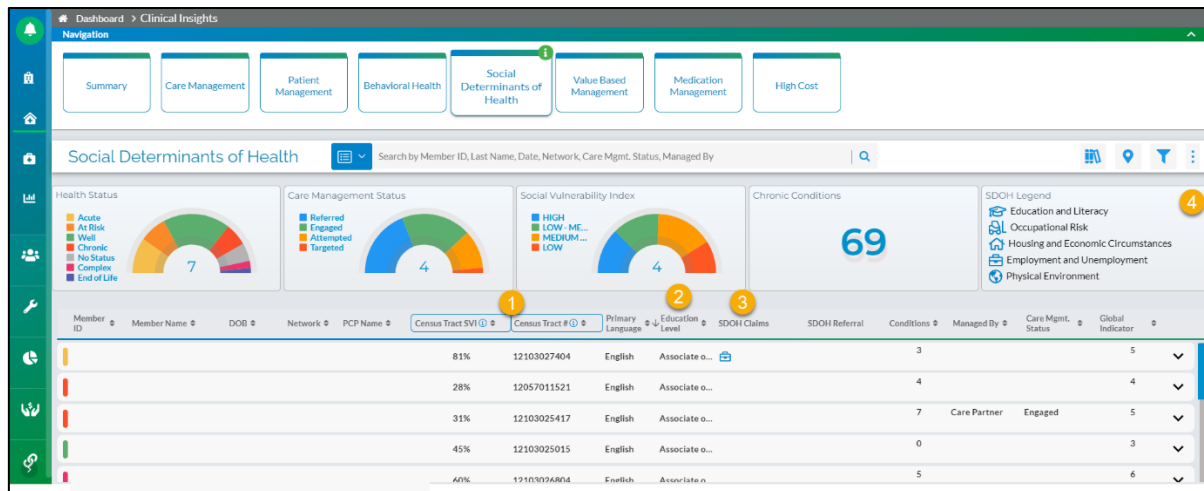 Dashboard > Clinical Insights
Navigation
Summary
Care Management
Patient
Management
Behavioral Health
Social
Determinants of
Health
Value Based
Management
Medication
Management
High Cost
Social Determinants of Health
Search by Member ID, Last Name, Date, Network, Care Mgmt. Status, Managed By
Health Status
Acute
At Risk
Well
Chronic
No Status
Complex
End of Life
7
Care Management Status
Referred
Engaged
Attempted
Targeted
4
Social Vulnerability Index
HIGH
LOW - ME...
MEDIUM...
LOW
4
Chronic Conditions
69
SDOH Legend
4
Education and Literacy
Occupational Risk
Housing and Economic Circumstances
Employment and Unemployment
Physical Environment
1
2
3
Member ID Member Name DOB Network PCP Name Census Tract SVI Census Tract # Primary Language Education Level SDOH Claims SDOH Referral Conditions Managed By Care Mgmt. Status Global Indicator
81% 12103027404 English Associate o... 3 5
28% 12057011521 English Associate o... 4 4
31% 12103025417 English Associate o... 7 Care Partner Engaged 5
45% 12103025015 English Associate o... 0 3
60% 12103026804 English Associate o 5 6